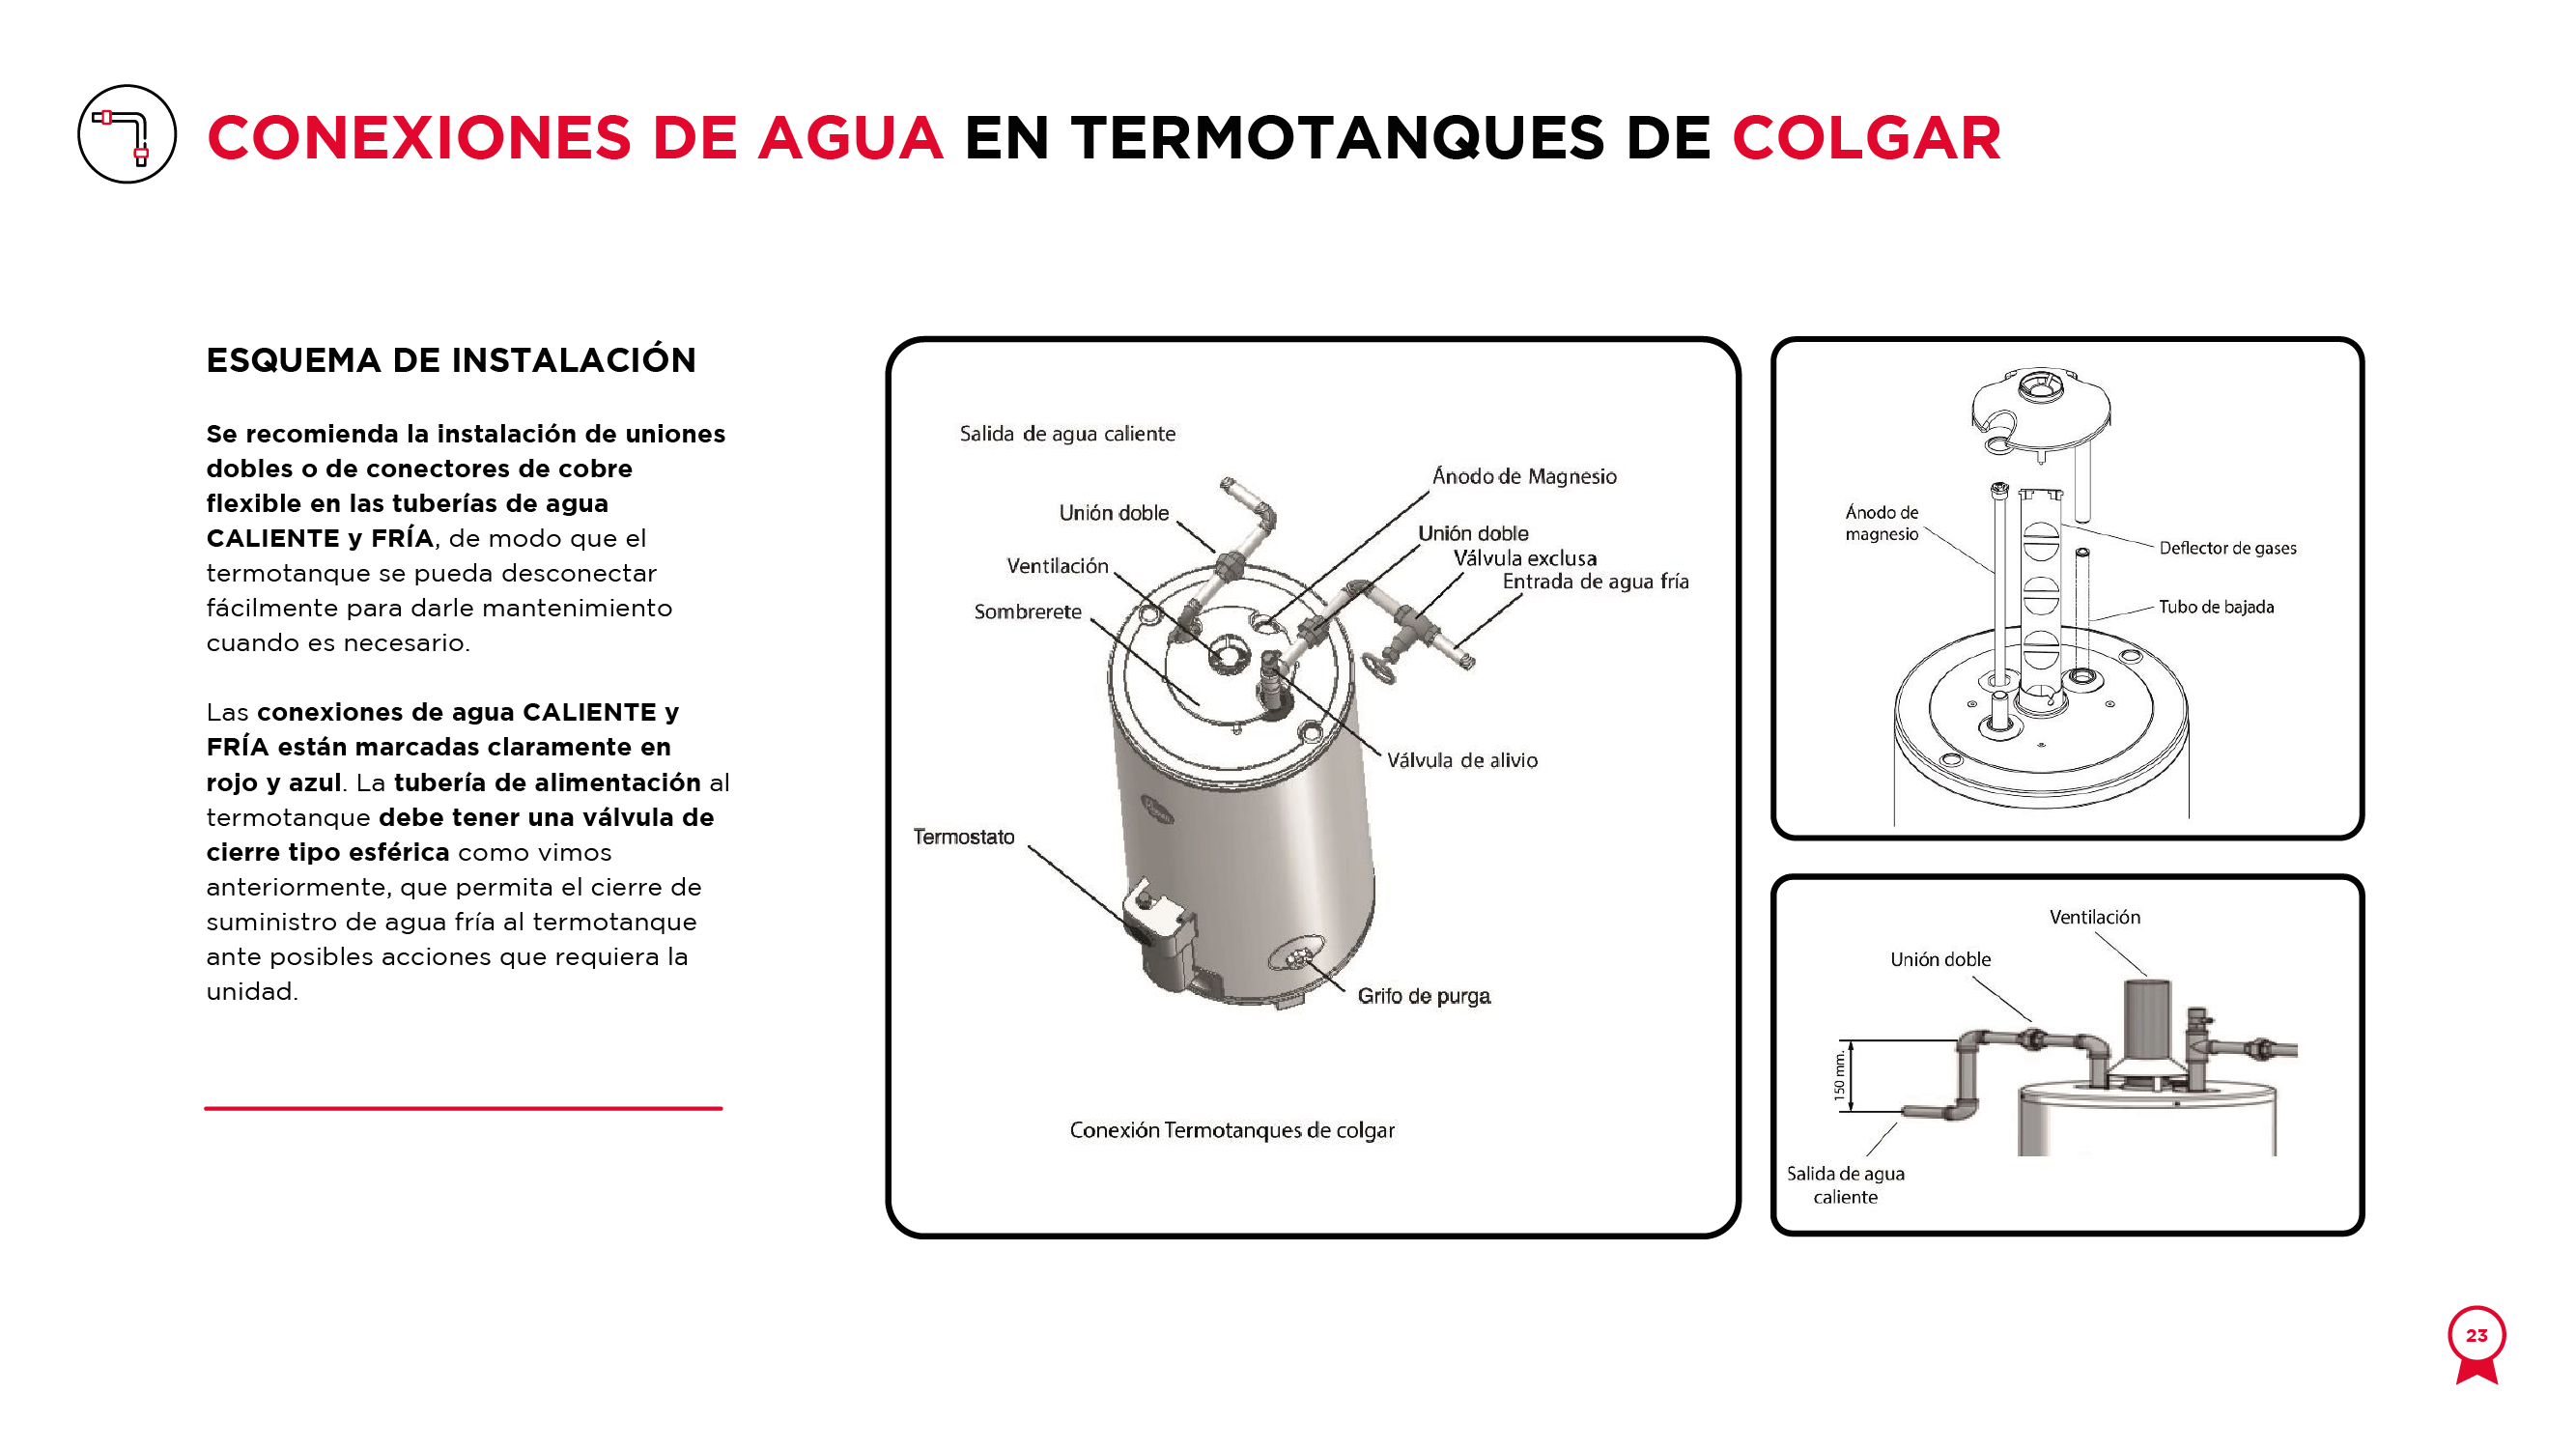 CONEXIONES DE AGUA EN TERMOTANQUES DE COLGAR
ESQUEMA DE INSTALACIÓN
Se recomienda la instalación de uniones
dobles o de conectores de cobre
flexible en las tuberías de agua
CALIENTE y FRÍA, de modo que el
termotanque se pueda desconectar
fácilmente para darle mantenimiento
cuando es necesario.
Las conexiones de agua CALIENTE y
FRÍA están marcadas claramente en
rojo y azul. La tubería de alimentación al
termotanque debe tener una válvula de
cierre tipo esférica como vimos
anteriormente, que permita el cierre de
suministro de agua fría al termotanque
ante posibles acciones que requiera la
unidad.
Salida de agua caliente
Ánodo de Magnesio
Unión doble
Unión doble
Válvula exclusa
Ventilación
Entrada de agua fría
Sombrerete
Válvula de alivio
Termostato
Grifo de purga
Conexión Termotanques de colgar
Ánodo de
magnesio
Deflector de gases
Tubo de bajada
Ventilación
Unión doble
150 mm.
Salida de agua
caliente
23